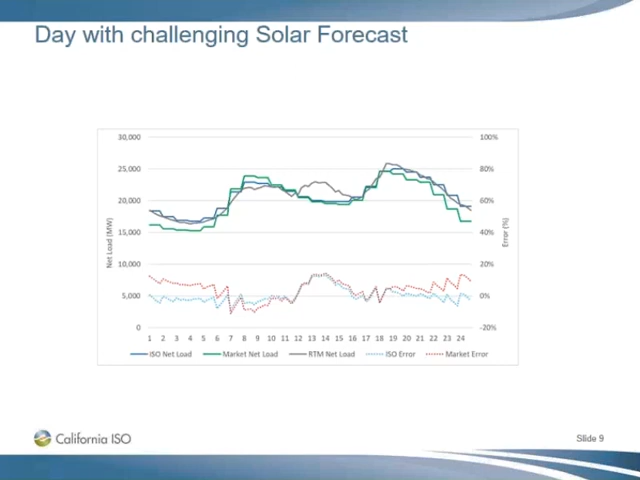 Day with challenging Solar Forecast
30,000
25,000
20,000
15,000
10,000
5,000
0
Net Load (MW)
100%
80%
60%
40%
20%
0%
-20%
Error (%)
1 2 3 4 5 6 7 8 9 10 11 12 13 14 15 16 17 18 19 20 21 22 23 24
ISO Net Load Market Net Load RTM Net Load ISO Error Market Error
California ISO
Slide 9